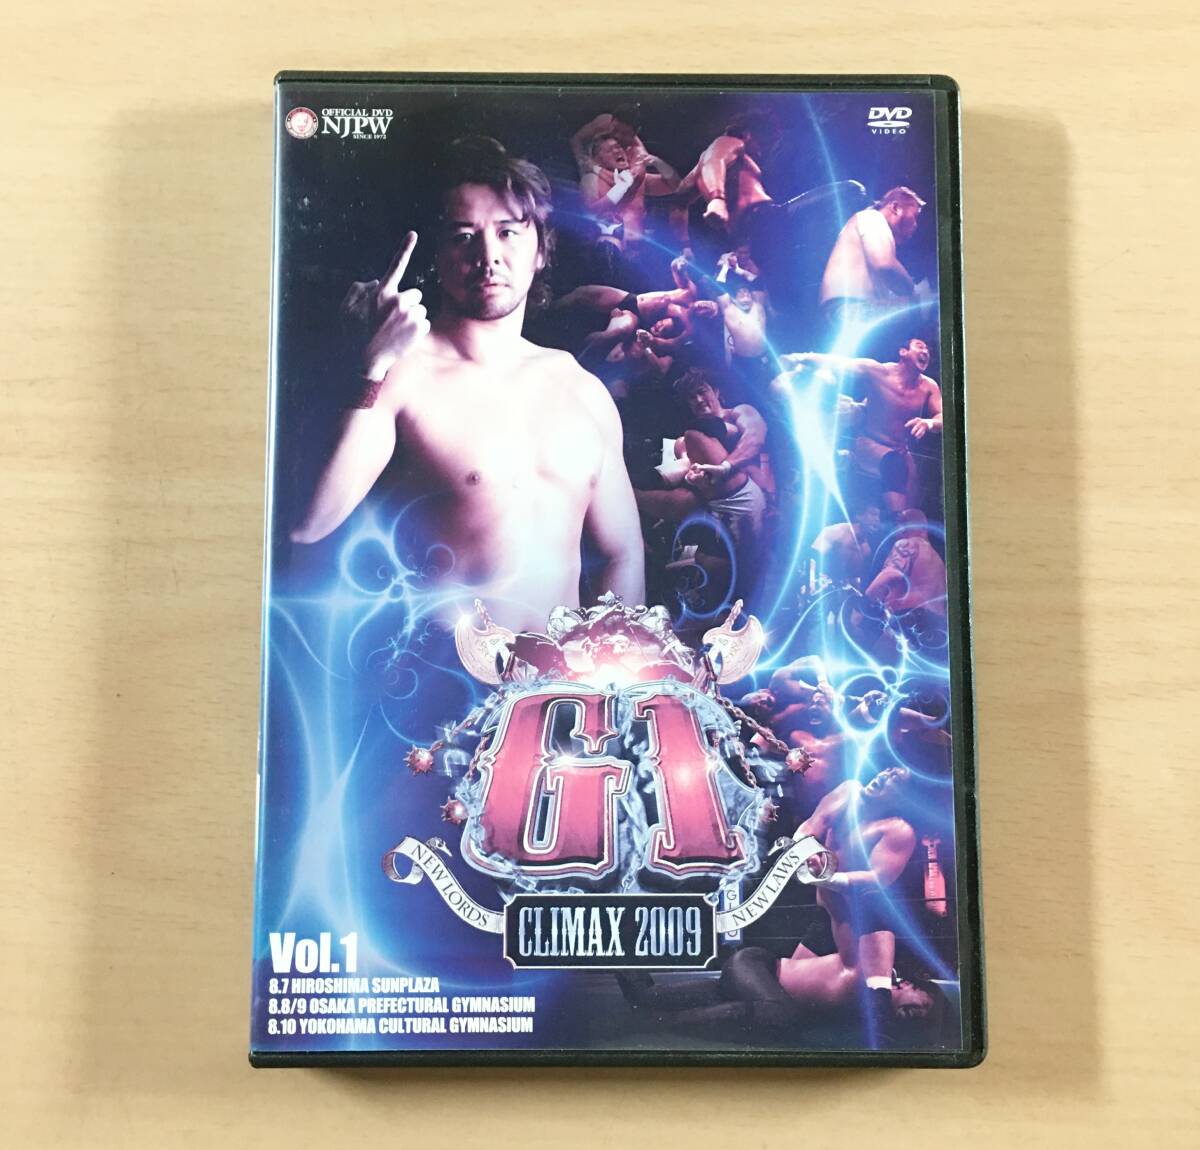 OFFICIAL DVD
NJPW
SINCE 1972
DVD
VIDEO
G1
NEW LORDS
NEW LAWS
CLIMAX 2009
Vol.1
8.7 HIROSHIMA SUNPLAZA
8.8/9 OSAKA PREFECTURAL GYMNASIUM
8.10 YOKOHAMA CULTURAL GYMNASIUM